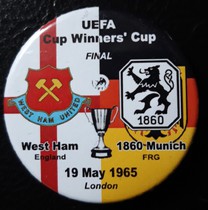 UEFA
Cup Winners' Cup
FINAL
WEST HAM UNITED
1860
West Ham
1860-Munich
England
FRG
19 May 1965
London